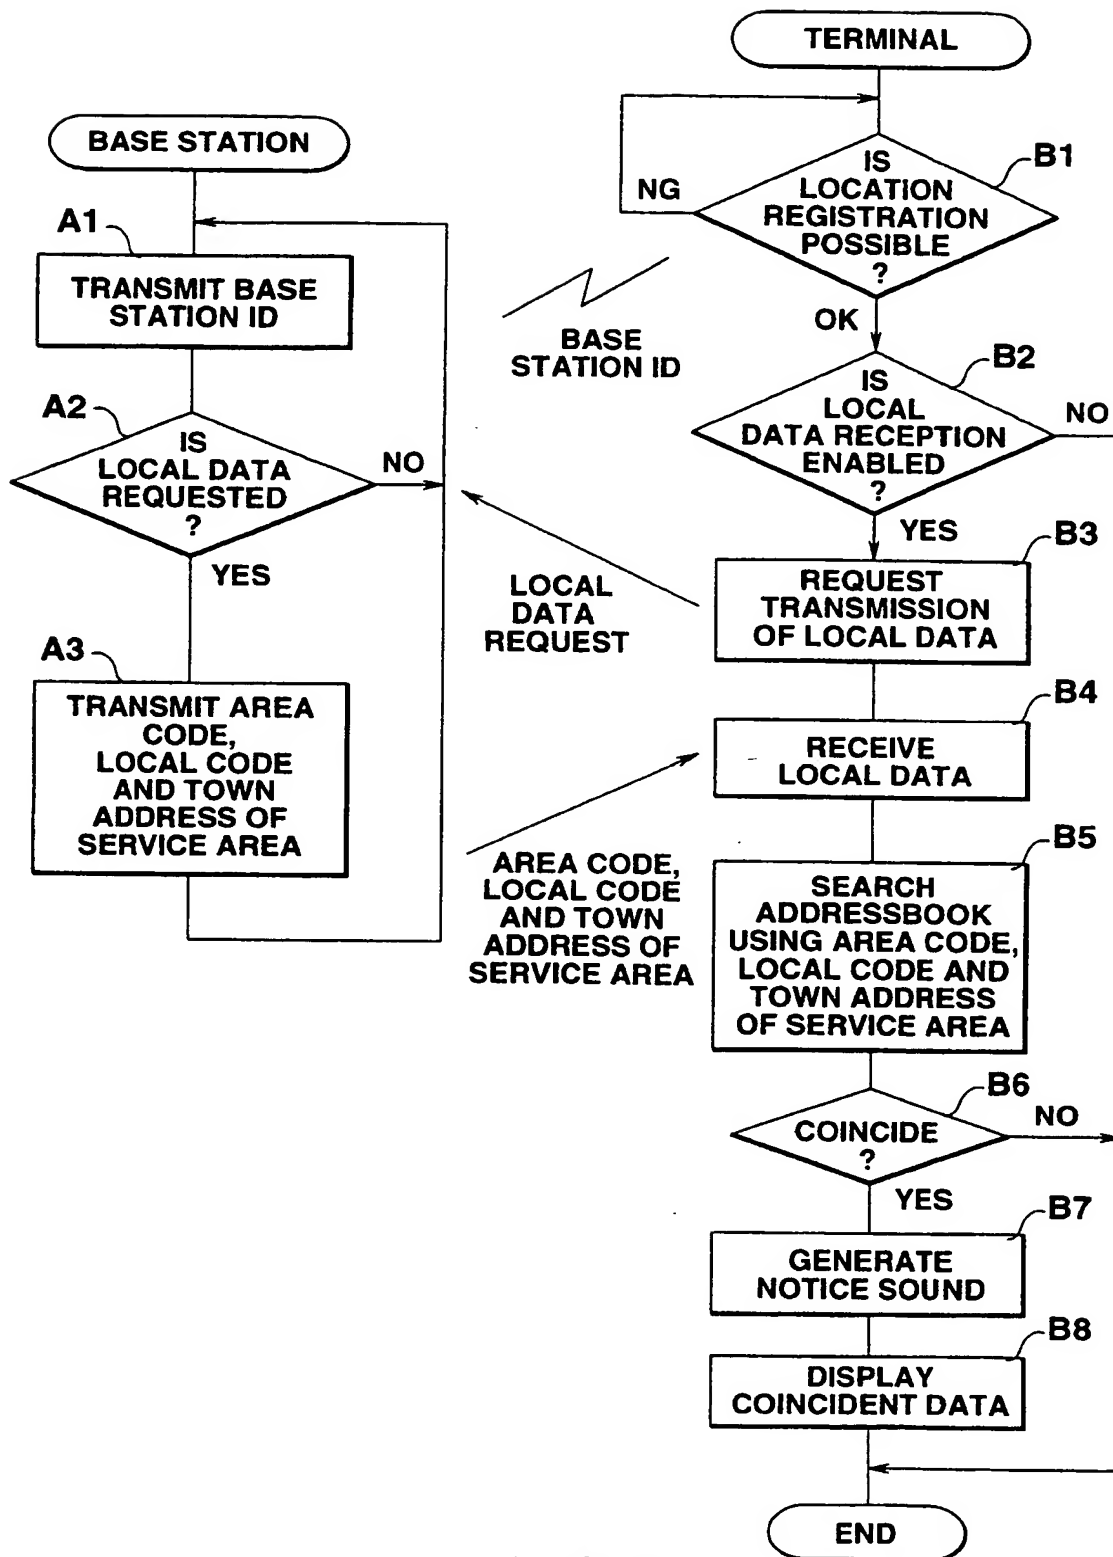 BASE STATION
A1
TRANSMIT BASE
STATION ID
A2
IS
LOCAL DATA
REQUESTED
?
NO
YES
A3
TRANSMIT AREA
CODE,
LOCAL CODE
AND TOWN
ADDRESS OF
SERVICE AREA
BASE
STATION ID
LOCAL
DATA
REQUEST
AREA CODE,
LOCAL CODE
AND TOWN
ADDRESS OF
SERVICE AREA
TERMINAL
B1
IS
LOCATION
REGISTRATION
POSSIBLE
?
NG
OK
B2
IS
LOCAL
DATA RECEPTION
ENABLED
?
NO
YES
B3
REQUEST
TRANSMISSION
OF LOCAL DATA
B4
RECEIVE
LOCAL DATA
B5
SEARCH
ADDRESSBOOK
USING AREA CODE,
LOCAL CODE AND
TOWN ADDRESS
OF SERVICE AREA
B6
COINCIDE
?
NO
YES
B7
GENERATE
NOTICE SOUND
B8
DISPLAY
COINCIDENT DATA
END